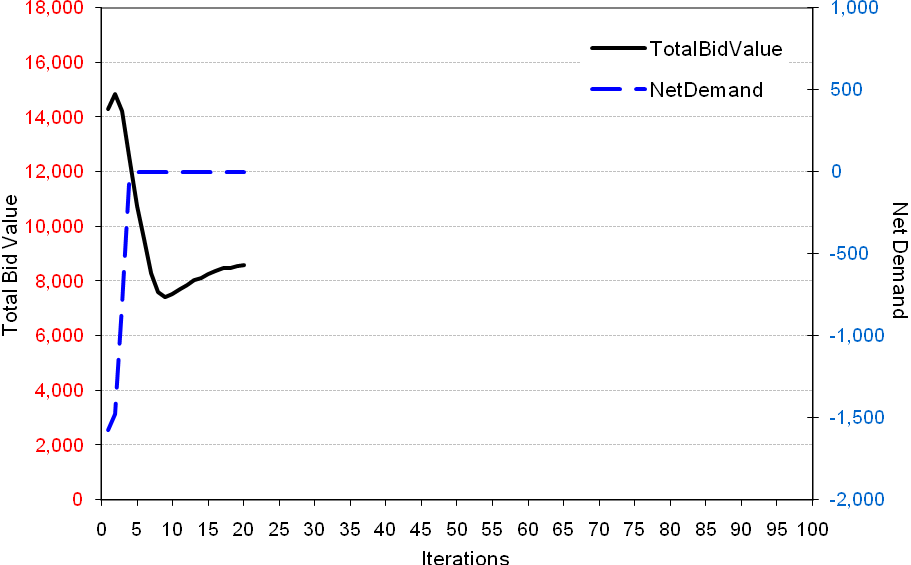 18,000
16,000
14,000
12,000
10,000
8,000
6,000
4,000
2,000
0
Total Bid Value
TotalBidValue
NetDemand
1,000
500
0
-500
-1,000
-1,500
-2,000
Net Demand
0 5 10 15 20 25 30 35 40 45 50 55 60 65 70 75 80 85 90 95 100
Iterations